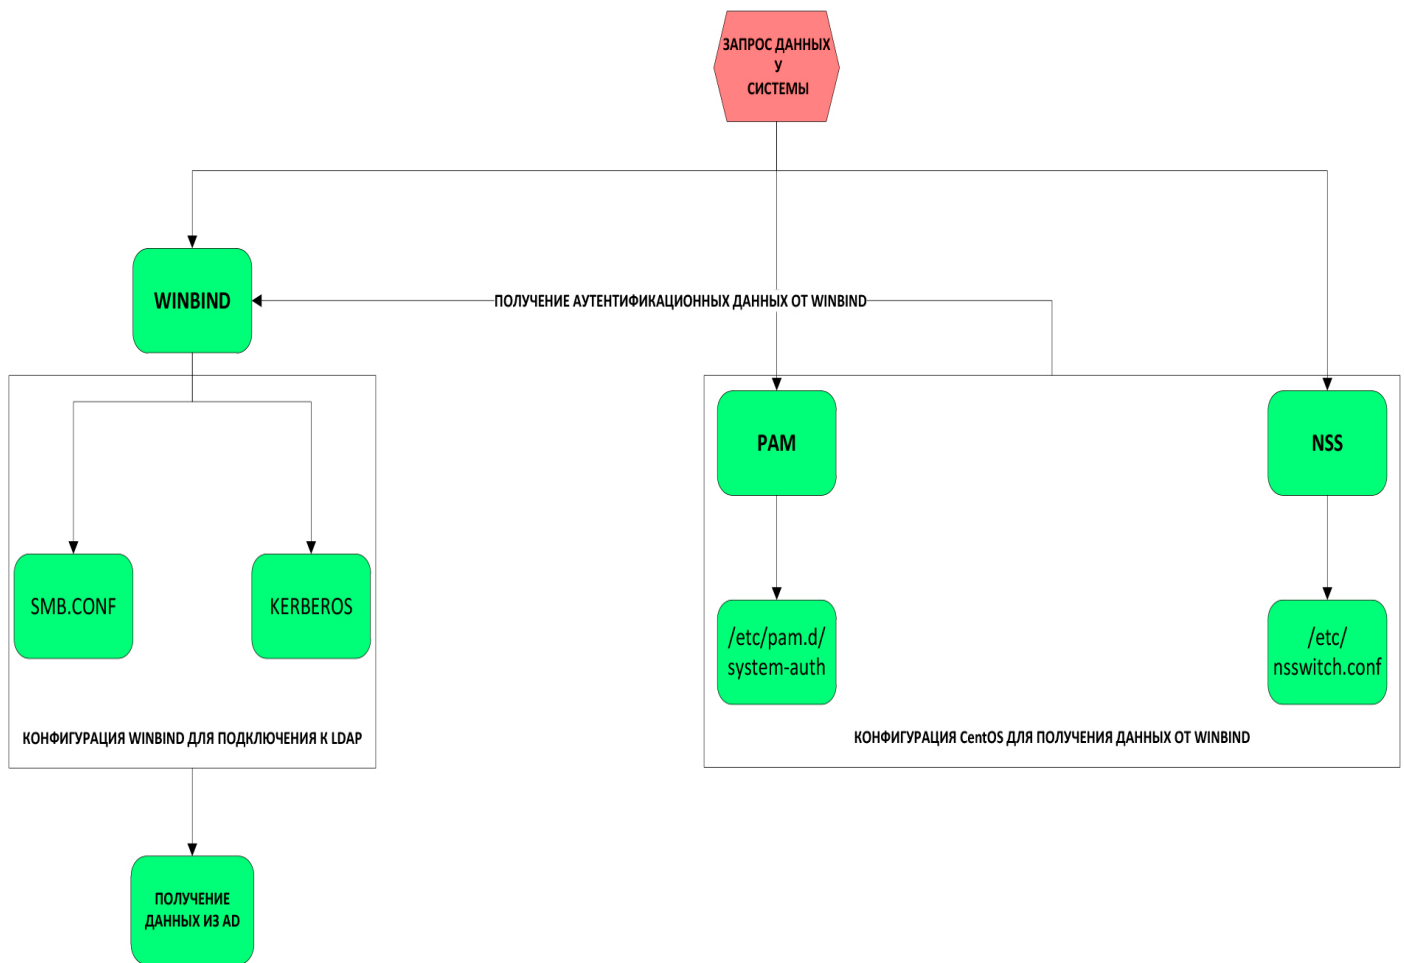 ЗАПРОС ДАННЫХ
У
СИСТЕМЫ
WINBIND
ПОЛУЧЕНИЕ АУТЕНТИФИКАЦИОННЫХ ДАННЫХ ОТ WINBIND
PAM
NSS
SMB.CONF
KERBEROS
/etc/pam.d/
system-auth
/etc/
nsswitch.conf
КОНФИГУРАЦИЯ WINBIND ДЛЯ ПОДКЛЮЧЕНИЯ К LDAP
КОНФИГУРАЦИЯ CentOS ДЛЯ ПОЛУЧЕНИЯ ДАННЫХ ОТ WINBIND
ПОЛУЧЕНИЕ
ДАННЫХ ИЗ AD